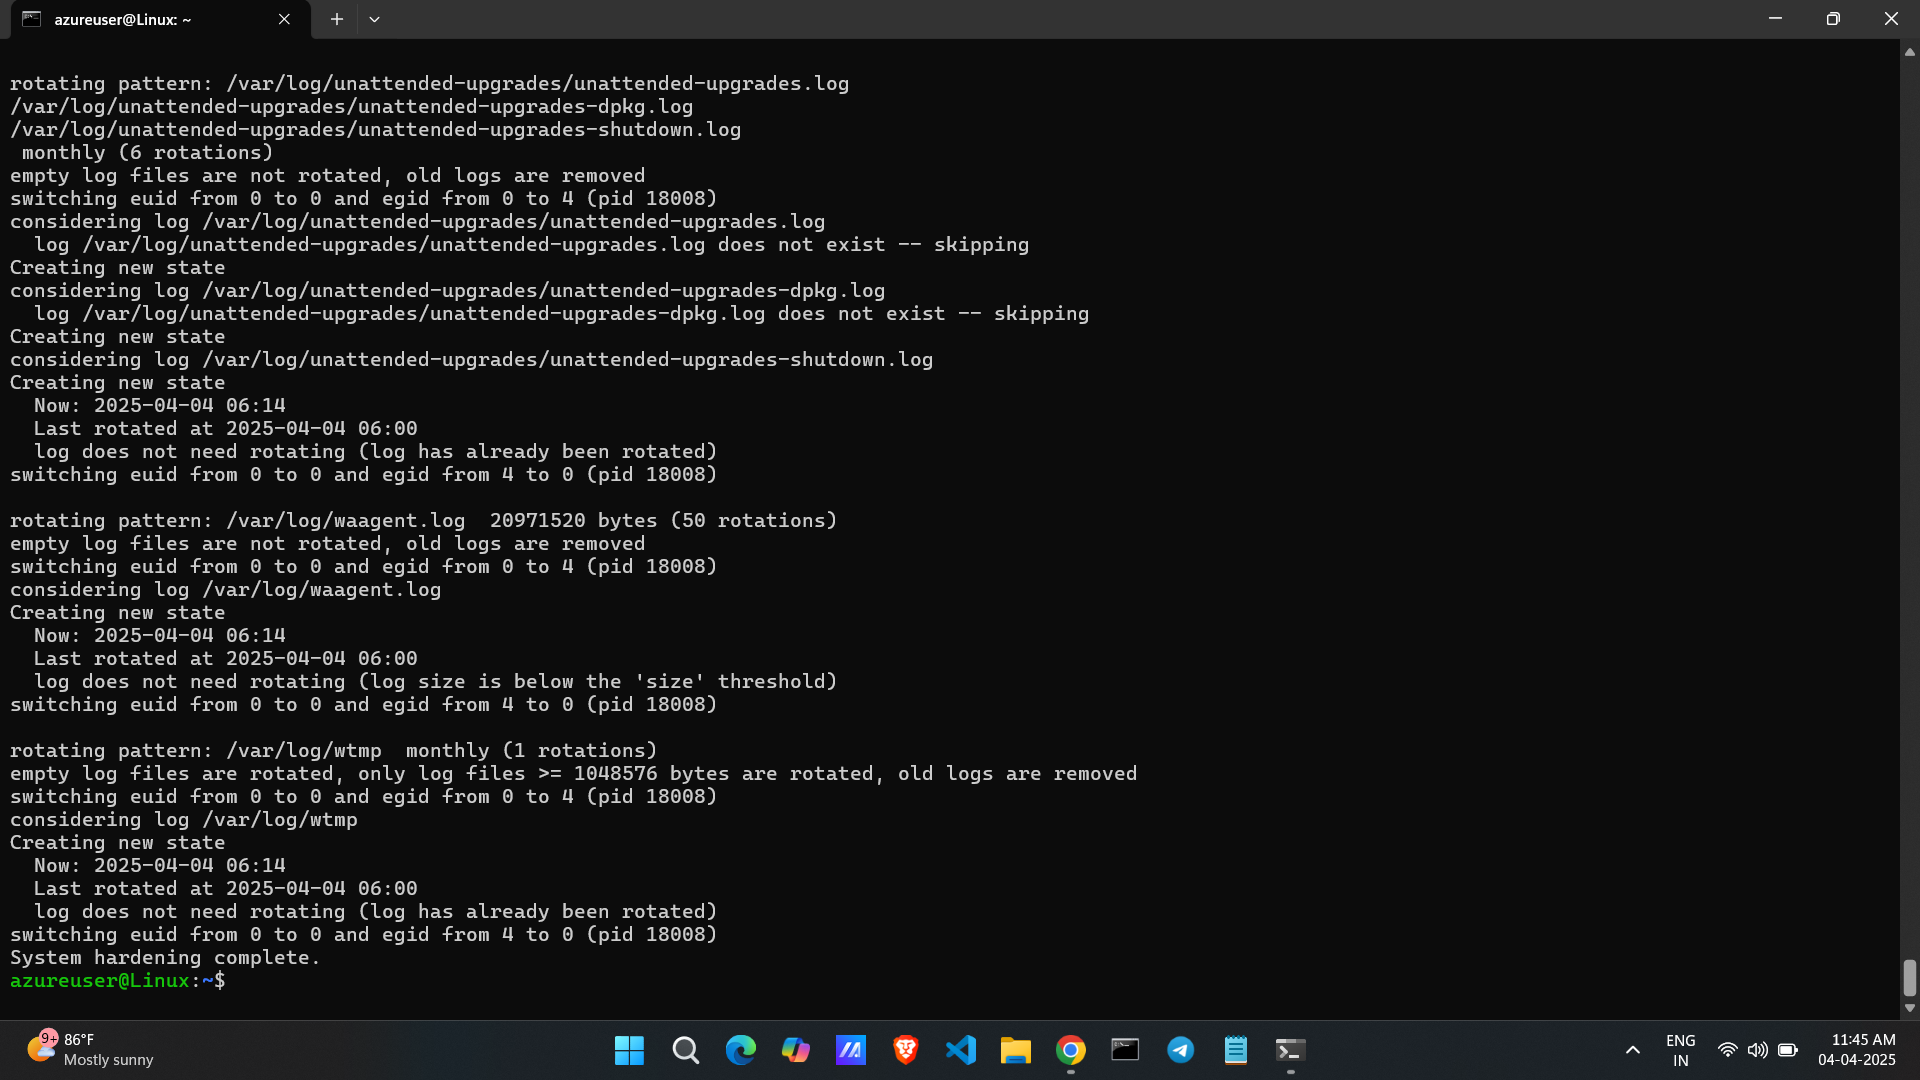 azureuser@Linux: ~
rotating pattern: /var/log/unattended-upgrades/unattended-upgrades.log
/var/log/unattended-upgrades/unattended-upgrades-dpkg.log
/var/log/unattended-upgrades/unattended-upgrades-shutdown.log
 monthly (6 rotations)
empty log files are not rotated, old logs are removed
switching euid from 0 to 0 and egid from 0 to 4 (pid 18008)
considering log /var/log/unattended-upgrades/unattended-upgrades.log
  log /var/log/unattended-upgrades/unattended-upgrades.log does not exist -- skipping
Creating new state
considering log /var/log/unattended-upgrades/unattended-upgrades-dpkg.log
  log /var/log/unattended-upgrades/unattended-upgrades-dpkg.log does not exist -- skipping
Creating new state
considering log /var/log/unattended-upgrades/unattended-upgrades-shutdown.log
Creating new state
  Now: 2025-04-04 06:14
  Last rotated at 2025-04-04 06:00
  log does not need rotating (log has already been rotated)
switching euid from 0 to 0 and egid from 4 to 0 (pid 18008)
rotating pattern: /var/log/waagent.log  20971520 bytes (50 rotations)
empty log files are not rotated, old logs are removed
switching euid from 0 to 0 and egid from 0 to 4 (pid 18008)
considering log /var/log/waagent.log
Creating new state
  Now: 2025-04-04 06:14
  Last rotated at 2025-04-04 06:00
  log does not need rotating (log size is below the 'size' threshold)
switching euid from 0 to 0 and egid from 4 to 0 (pid 18008)
rotating pattern: /var/log/wtmp  monthly (1 rotations)
empty log files are rotated, only log files >= 1048576 bytes are rotated, old logs are removed
switching euid from 0 to 0 and egid from 0 to 4 (pid 18008)
considering log /var/log/wtmp
Creating new state
  Now: 2025-04-04 06:14
  Last rotated at 2025-04-04 06:00
  log does not need rotating (log has already been rotated)
switching euid from 0 to 0 and egid from 4 to 0 (pid 18008)
System hardening complete.
azureuser@Linux:~$
9+
86°F
Mostly sunny
ENG
IN
11:45 AM
04-04-2025